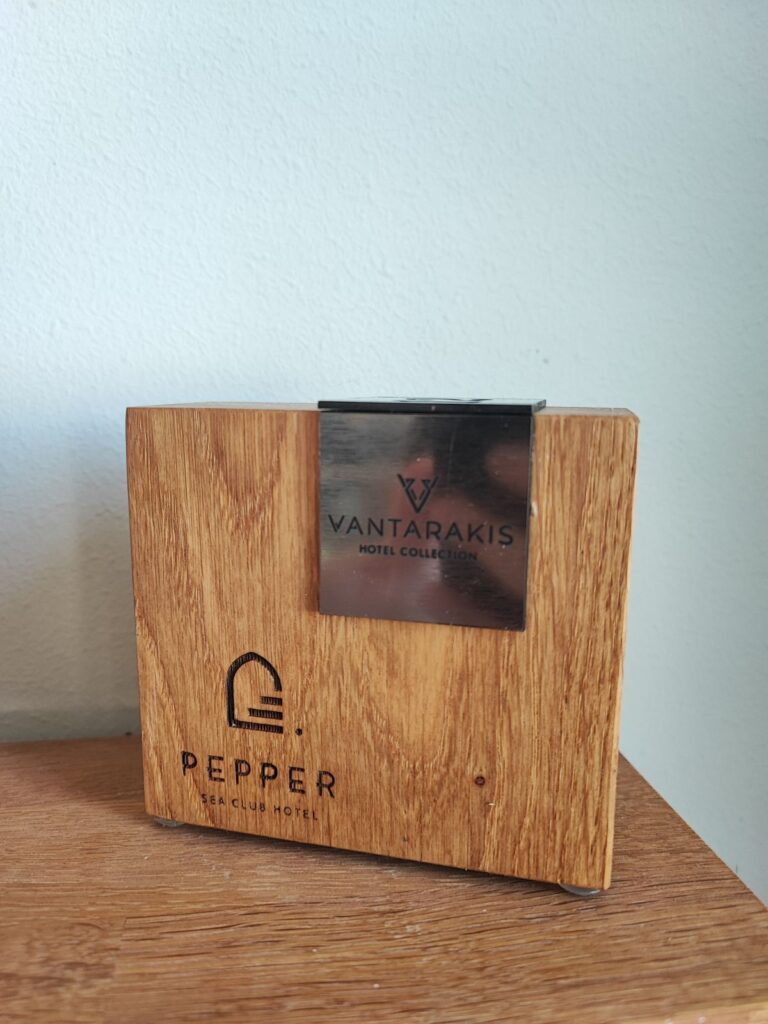 VANTARAKIS
HOTEL COLLECTION
PEPPER
SEA CLUB HOTEL